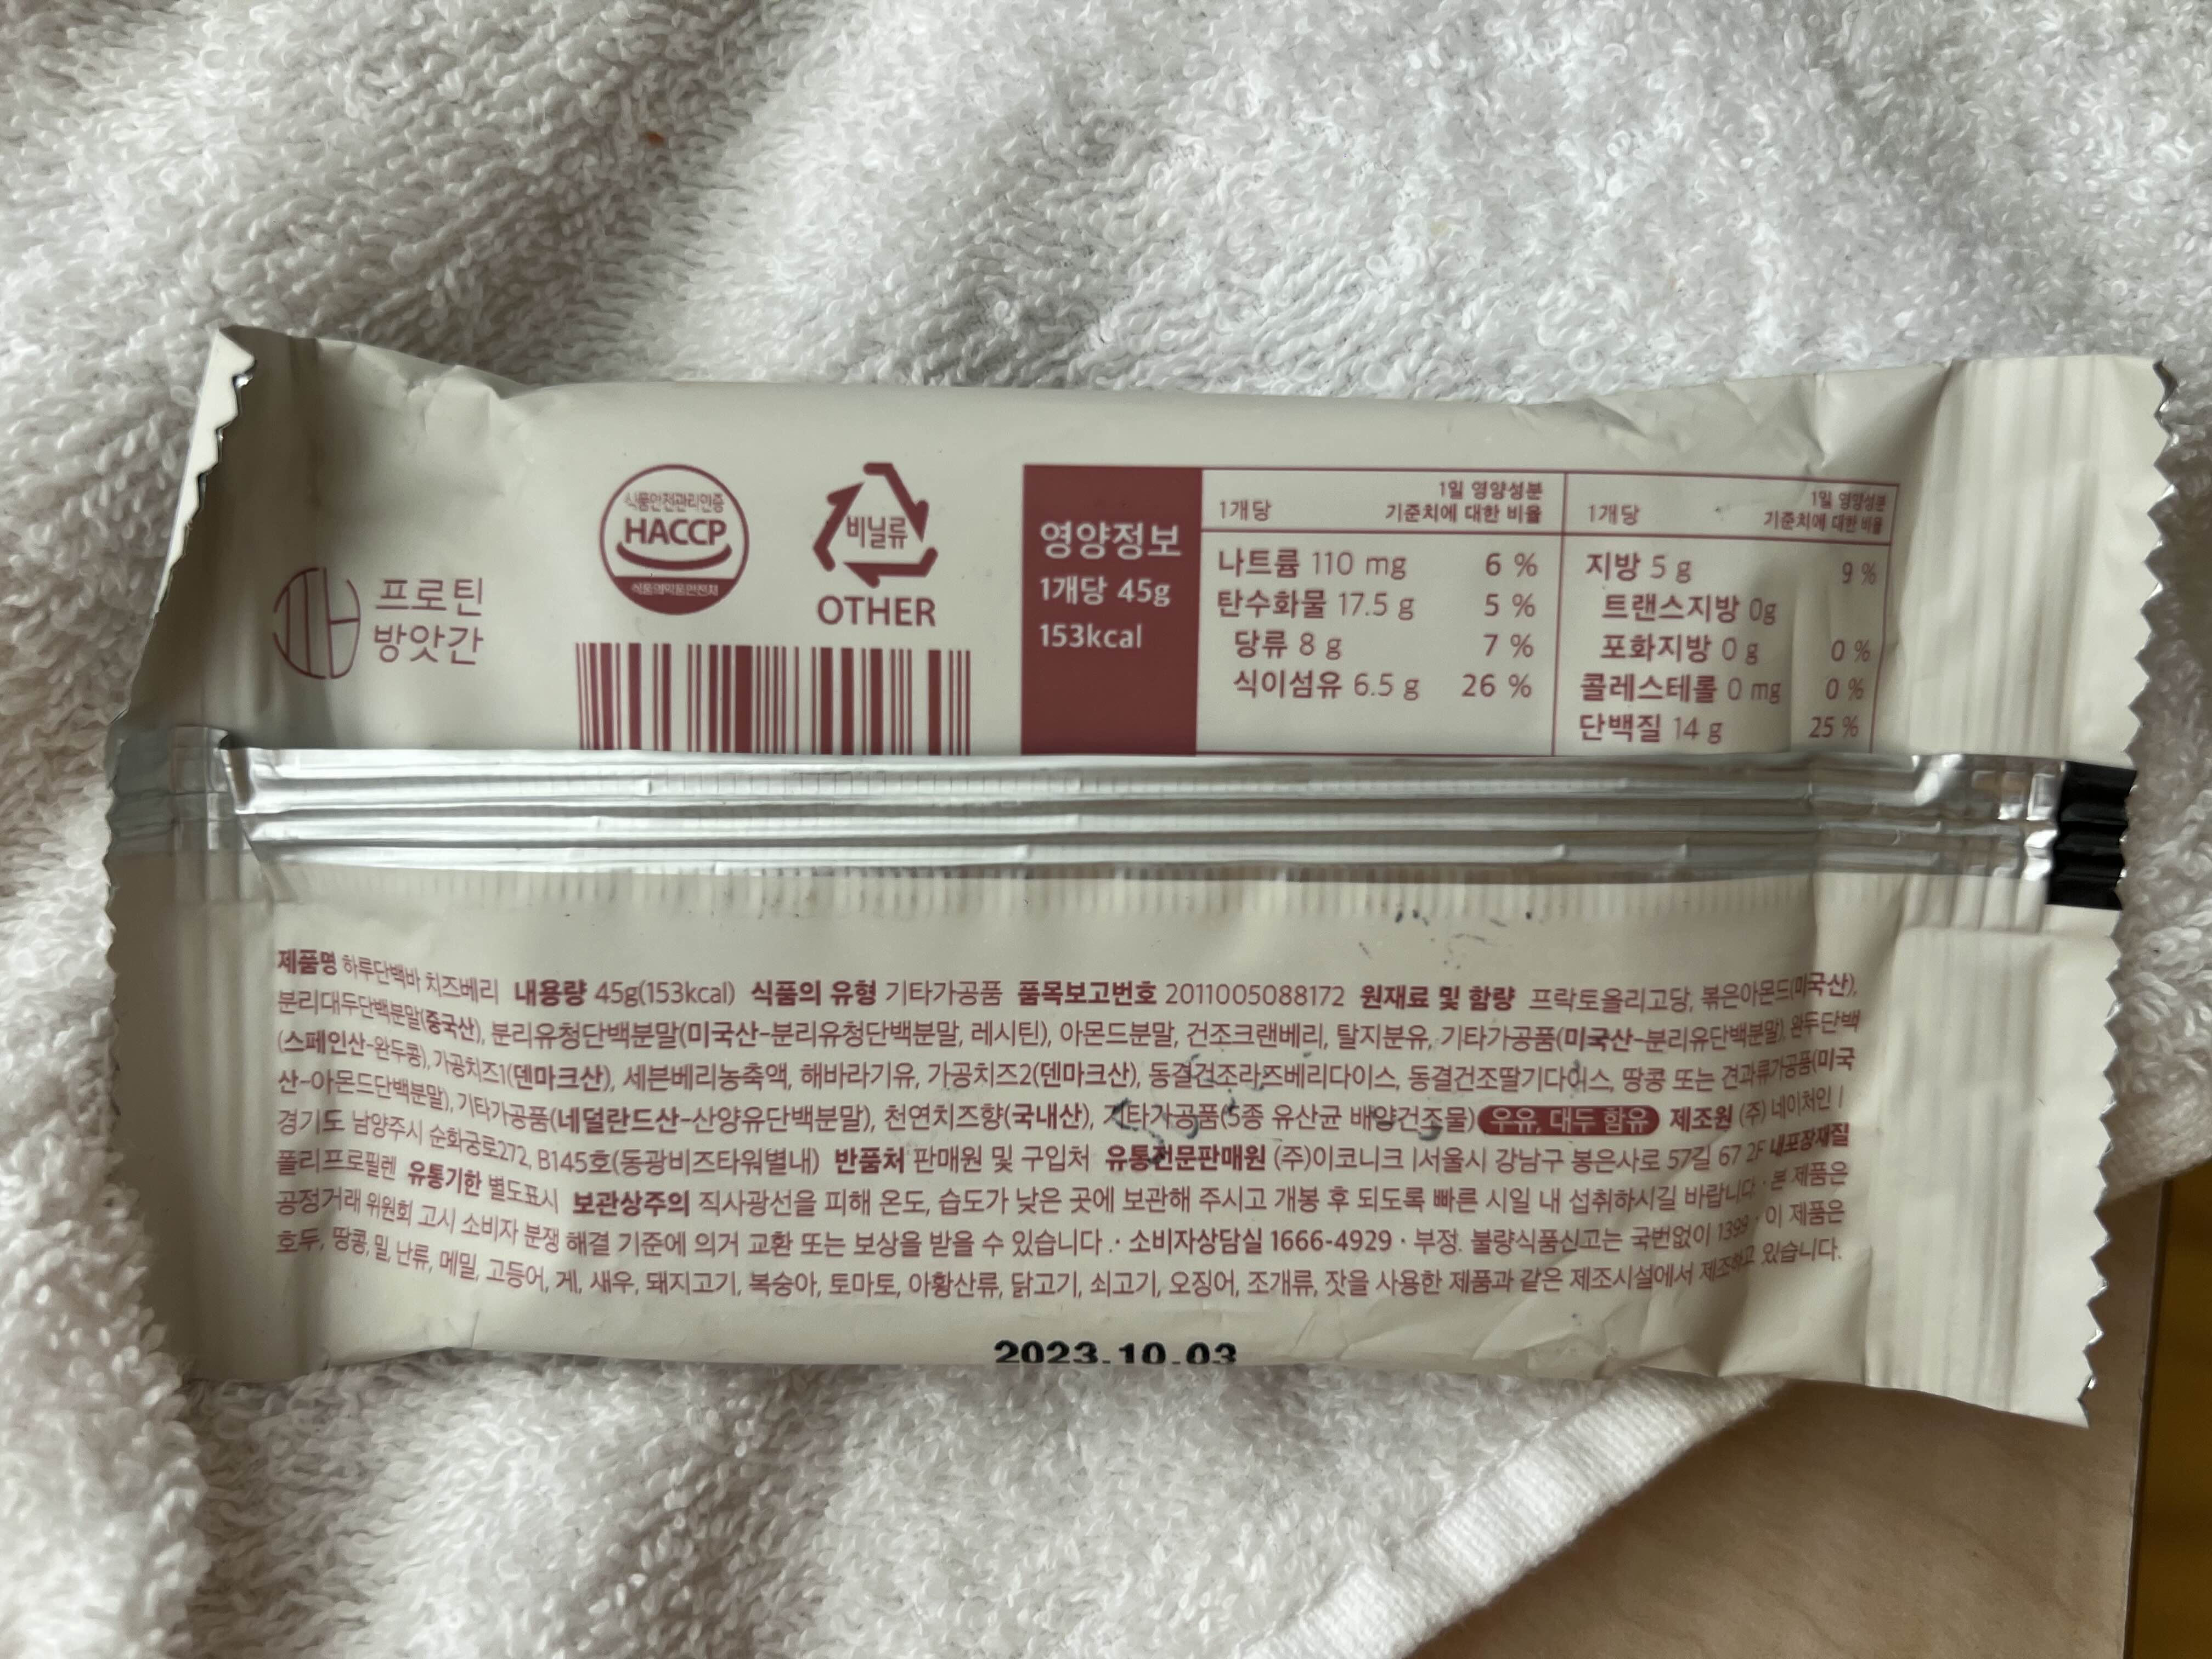 프로틴
방앗간
식품안전관리인증
HACCP
식품의약품안전처
비닐류
OTHER
영양정보
1개당 45g
153kcal
1개당 1일 영양성분 기준치에 대한 비율
나트륨 110 mg 6 %
탄수화물 17.5 g 5 %
당류 8 g 7 %
식이섬유 6.5 g 26 %
1개당 1일 영양성분 기준치에 대한 비율
지방 5 g 9 %
트랜스지방 0g
포화지방 0 g 0 %
콜레스테롤 0 mg 0 %
단백질 14 g 25 %
제품명 하루단백바 치즈베리 내용량 45g(153kcal) 식품의 유형 기타가공품 품목보고번호 2011005088172 원재료 및 함량 프락토올리고당, 볶은아몬드(미국산),
분리대두단백분말(중국산), 분리유청단백분말(미국산-분리유청단백분말, 레시틴), 아몬드분말, 건조크랜베리, 탈지분유, 기타가공품(미국산-분리유단백분말), 완두단백
(스페인산-완두콩), 가공치즈1(덴마크산), 세븐베리농축액, 해바라기유, 가공치즈2(덴마크산), 동결건조라즈베리다이스, 동결건조딸기다이스, 땅콩 또는 견과류가공품(미국
산-아몬드단백분말), 기타가공품(네덜란드산-산양유단백분말), 천연치즈향(국내산), 기타가공품(5종 유산균 배양건조물) 우유, 대두 함유 제조원 (주) 네이처인 |
경기도 남양주시 순화궁로272, B145호(동광비즈타워별내) 반품처 판매원 및 구입처 유통전문판매원 (주)이코니크 |서울시 강남구 봉은사로 57길 67 2F 내포장재질
폴리프로필렌 유통기한 별도표시 보관상주의 직사광선을 피해 온도, 습도가 낮은 곳에 보관해 주시고 개봉 후 되도록 빠른 시일 내 섭취하시길 바랍니다 · 본 제품은
공정거래 위원회 고시 소비자 분쟁 해결 기준에 의거 교환 또는 보상을 받을 수 있습니다 · 소비자상담실 1666-4929 · 부정. 불량식품신고는 국번없이 1399 · 이 제품은
호두, 땅콩, 밀, 난류, 메밀, 고등어, 게, 새우, 돼지고기, 복숭아, 토마토, 아황산류, 닭고기, 쇠고기, 오징어, 조개류, 잣을 사용한 제품과 같은 제조시설에서 제조하고 있습니다.
2023.10.03